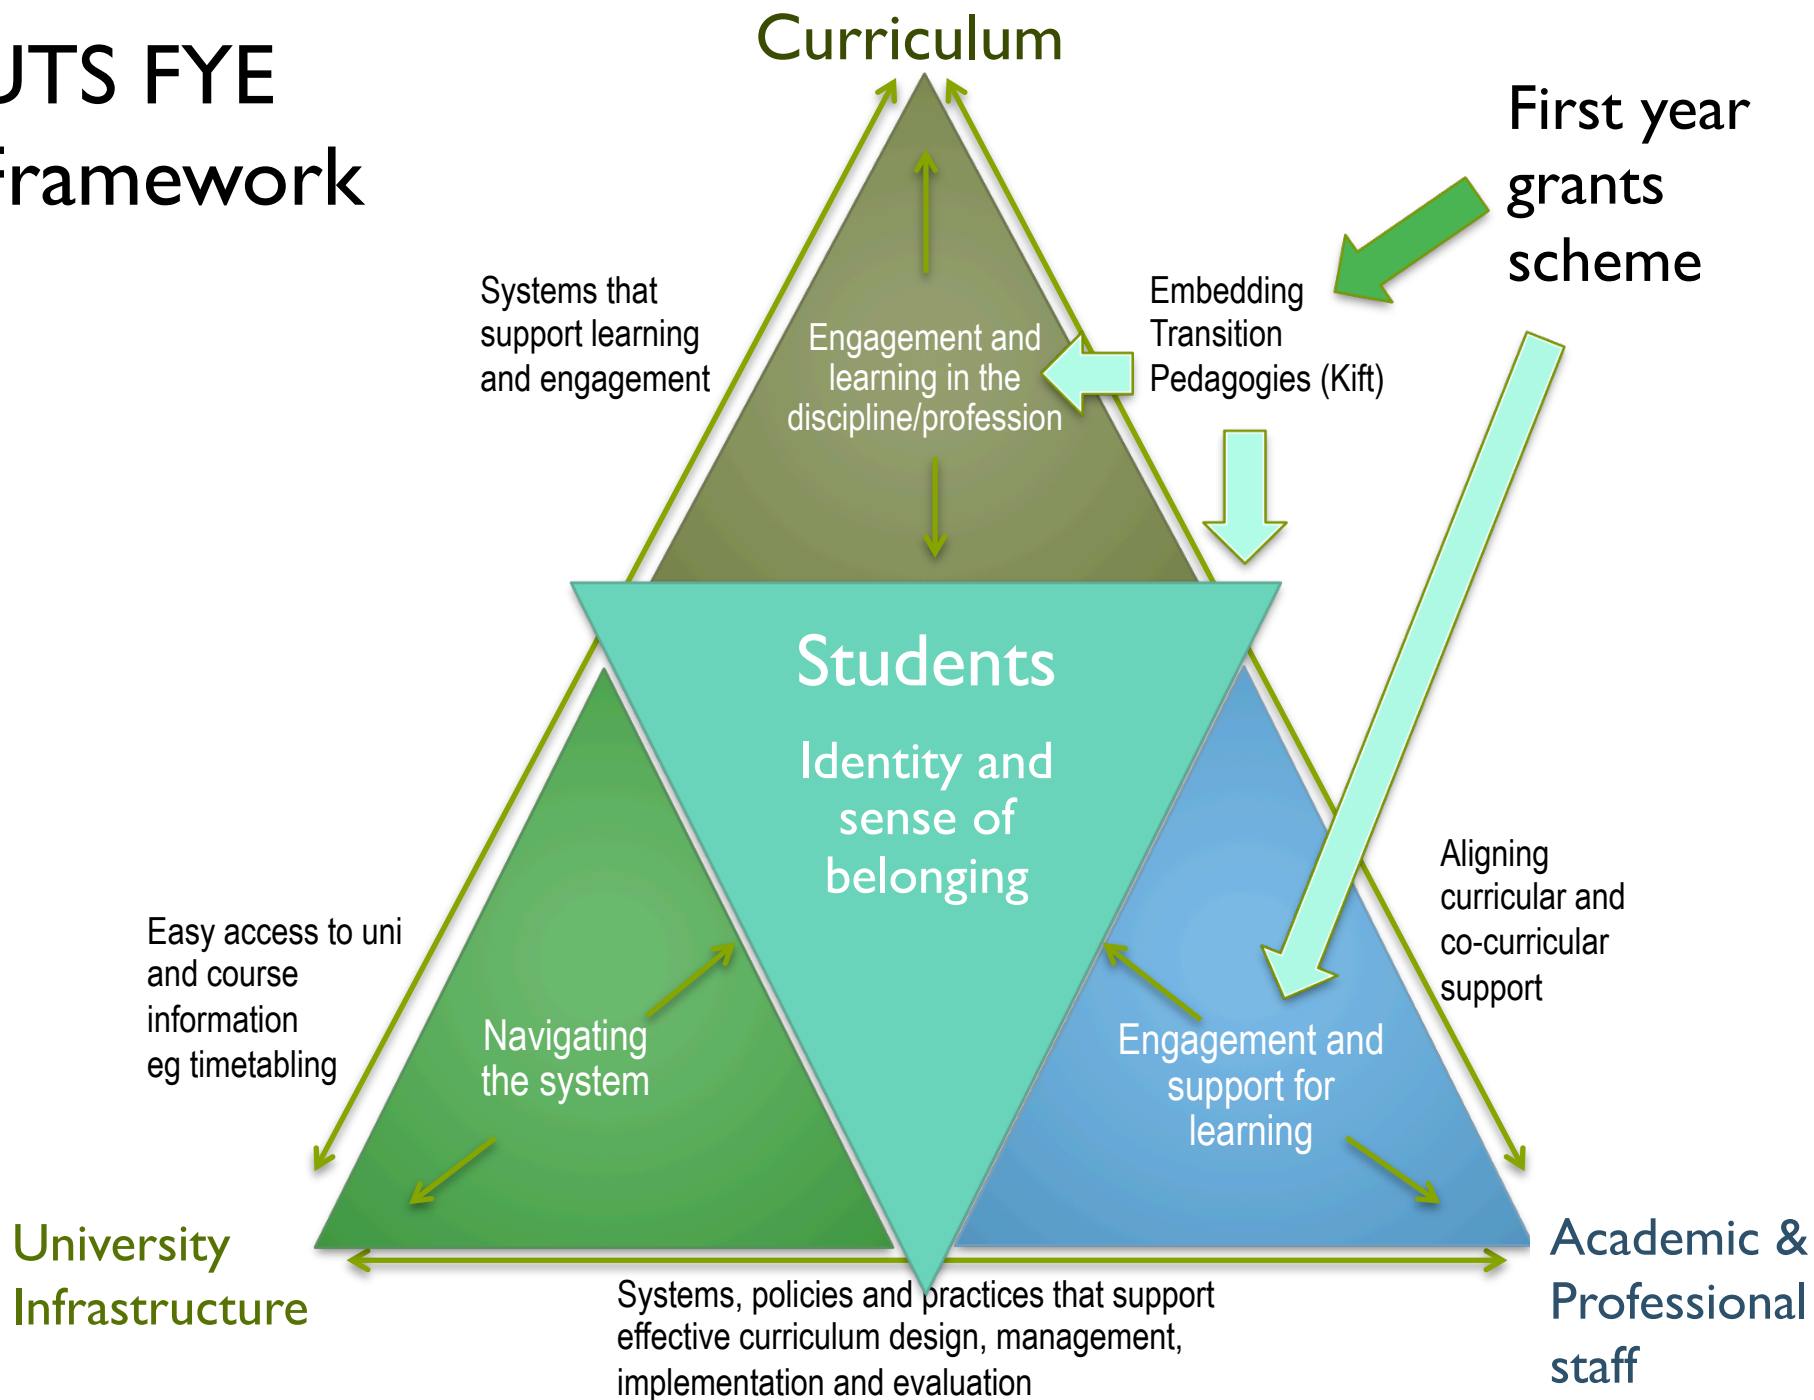 UTS FYE
Framework
Curriculum
First year
grants
scheme
Systems that
support learning
and engagement
Engagement and
learning in the
discipline/profession
Embedding
Transition
Pedagogies (Kift)
Students
Identity and
sense of
belonging
Easy access to uni
and course
information
eg timetabling
Navigating
the system
Engagement and
support for
learning
Aligning
curricular and
co-curricular
support
University
Infrastructure
Systems, policies and practices that support
effective curriculum design, management,
implementation and evaluation
Academic &
Professional
staff